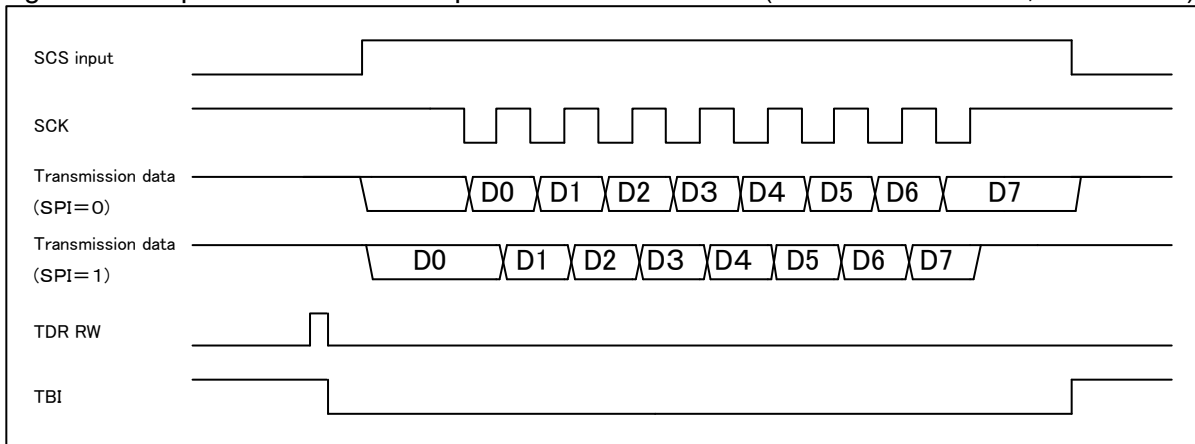 SCS input
SCK
Transmission data
(SPI=0)
D0 D1 D2 D3 D4 D5 D6 D7
Transmission data
(SPI=1)
D0 D1 D2 D3 D4 D5 D6 D7
TDR RW
TBI